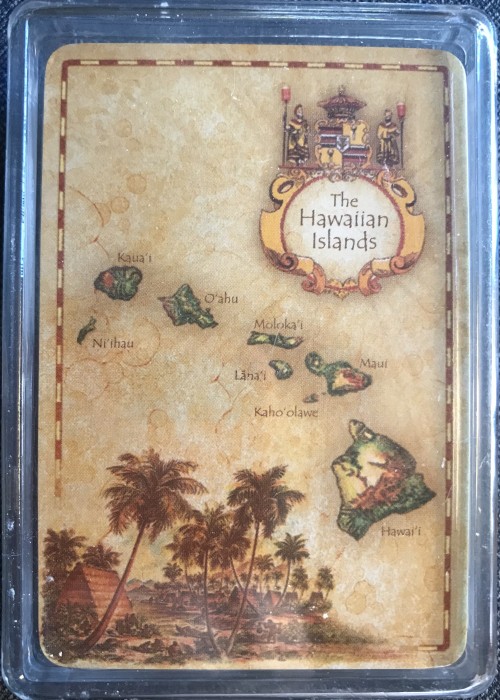 The
Hawaiian
Islands
Kaua'i
O'ahu
Ni'ihau
Moloka'i
Lāna'i
Maui
Kaho'olawe
Hawai'i